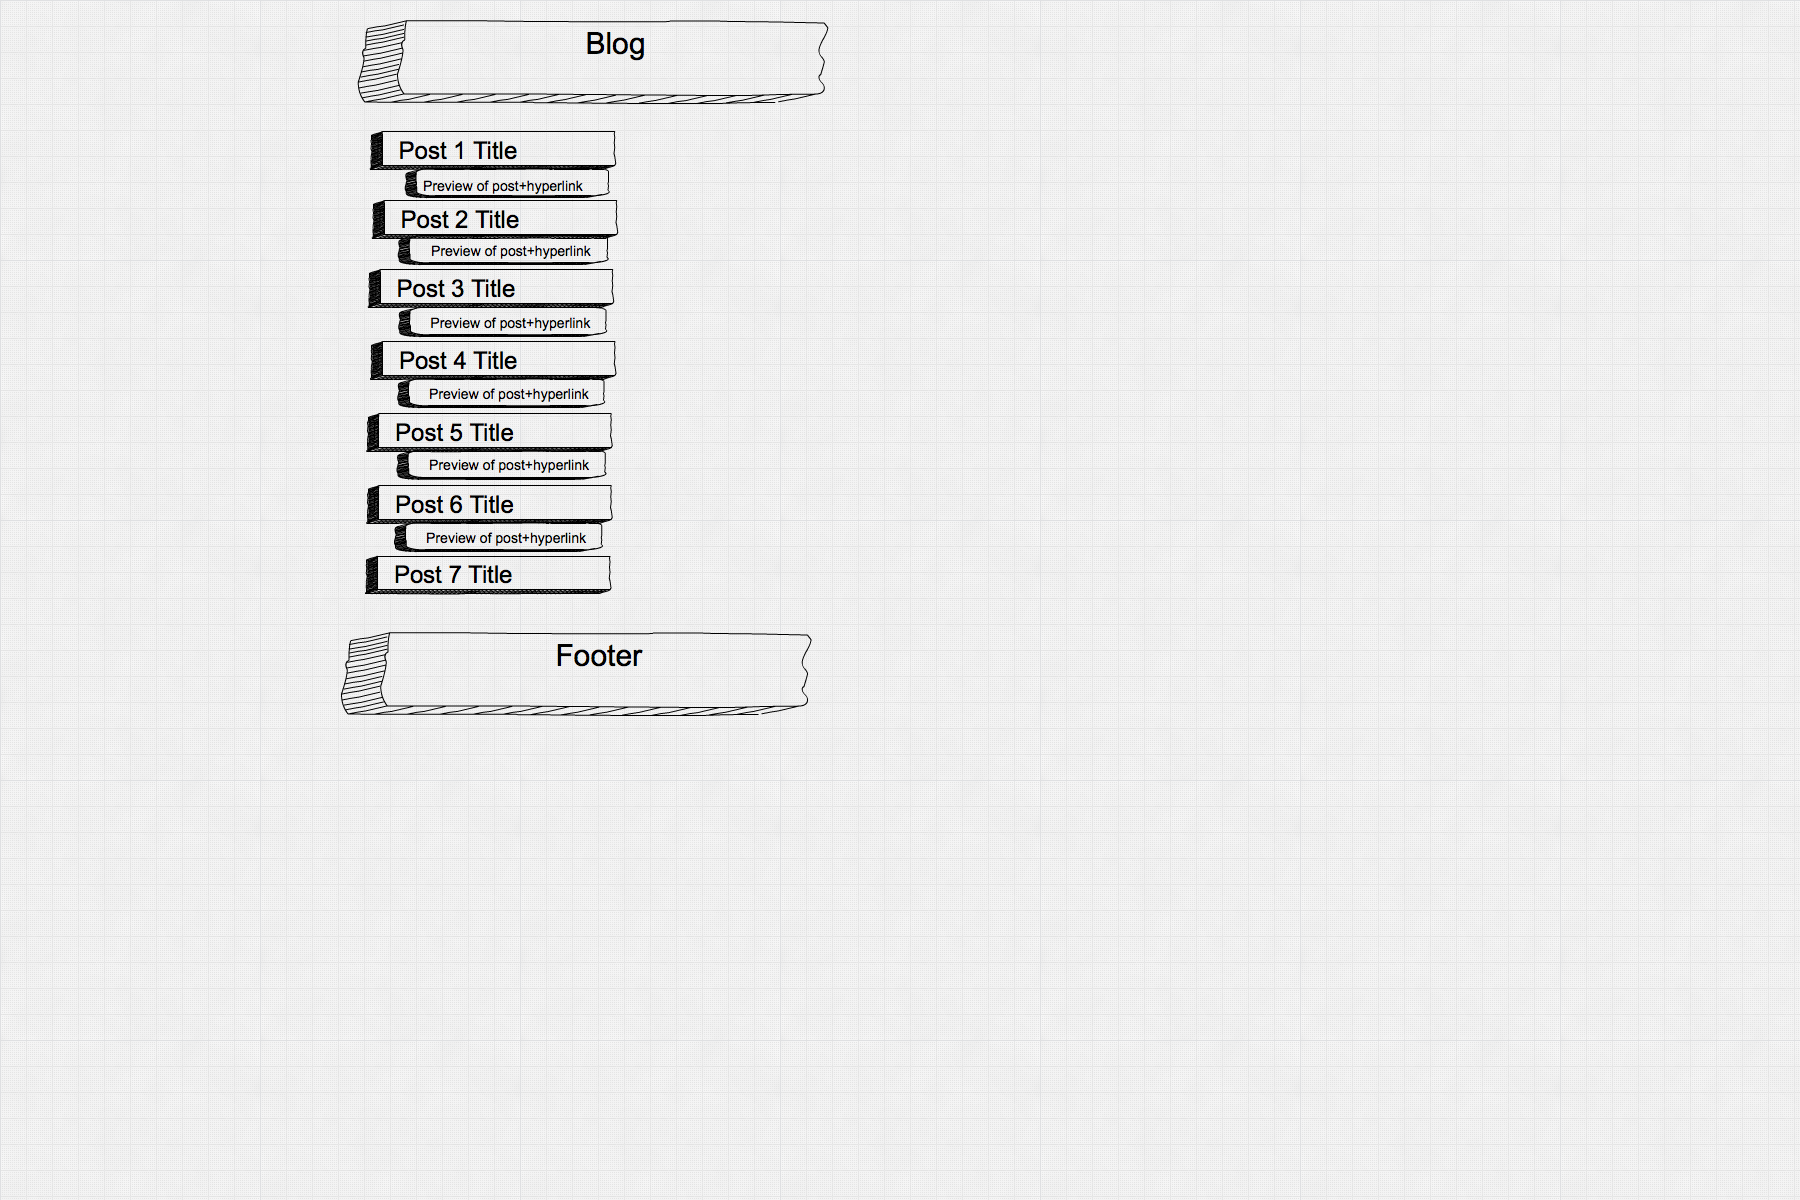 Blog
Post 1 Title
Preview of post+hyperlink
Post 2 Title
Preview of post+hyperlink
Post 3 Title
Preview of post+hyperlink
Post 4 Title
Preview of post+hyperlink
Post 5 Title
Preview of post+hyperlink
Post 6 Title
Preview of post+hyperlink
Post 7 Title
Footer